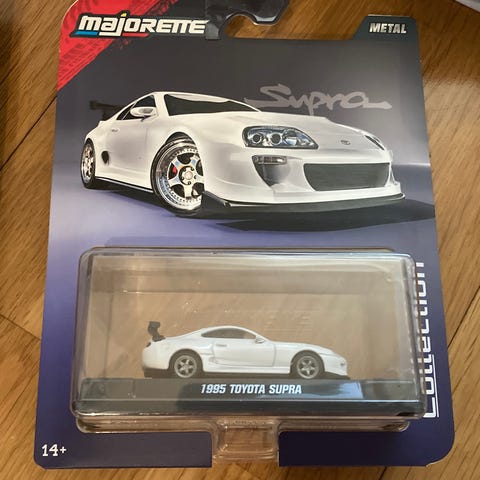 majorette
METAL
Supra
Collection
1995 TOYOTA SUPRA
14+